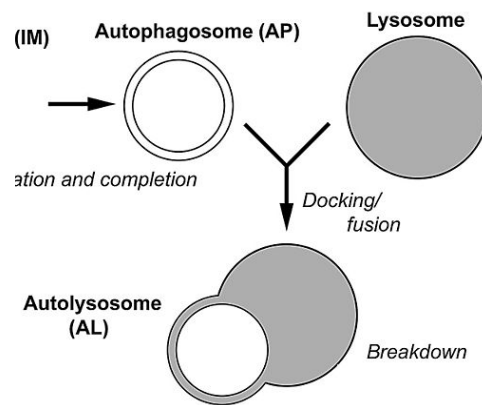 Lysosome
Autophagosome (AP)
(IM)
ation and completion
Docking/
fusion
Autolysosome
(AL)
Breakdown